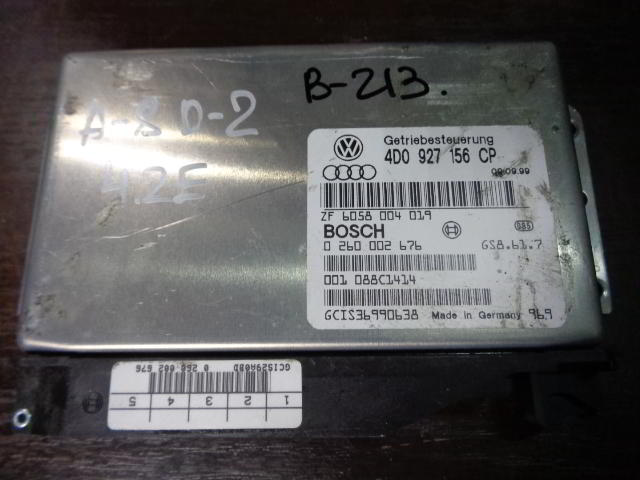 B-213.
A-8 D-2
4.2E
Getriebesteuerung
4D0 927 156 CP
09.09.99
ZF 6058 004 019
BOSCH
0 260 002 676
GS8.61.7
001 088C1414
GCIS36990638 Made in Germany 969
GCIS29A08D 0 260 002 676
1 2 3 4 5